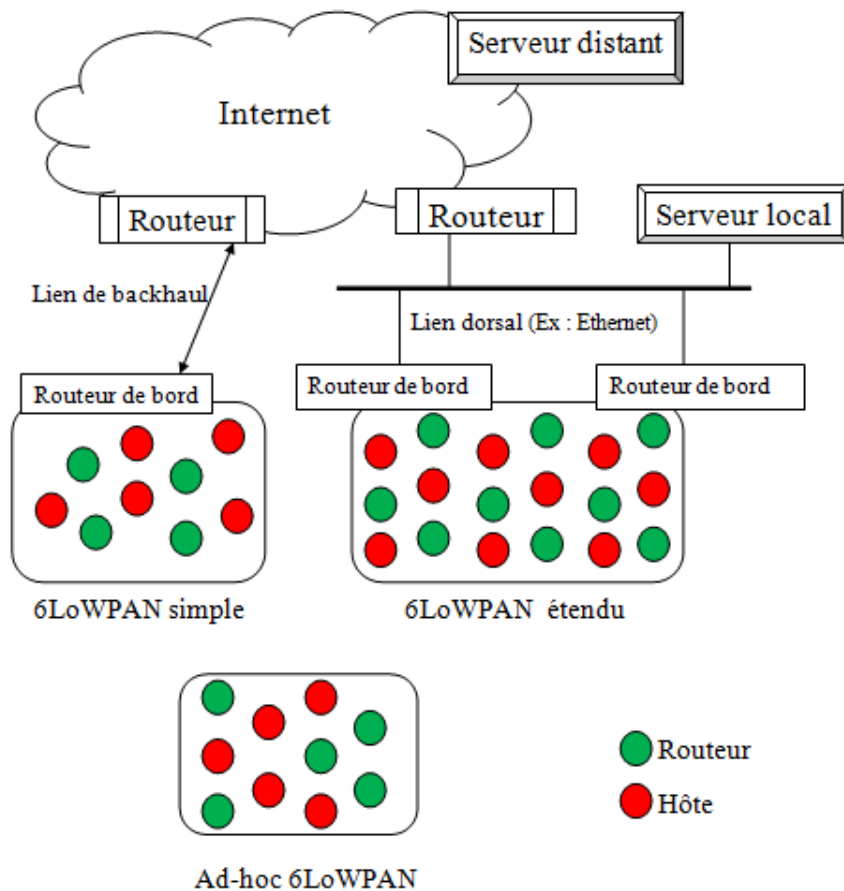 Serveur distant
Internet
Routeur
Routeur
Serveur local
Lien de backhaul
Lien dorsal (Ex : Ethernet)
Routeur de bord
Routeur de bord
Routeur de bord
6LoWPAN simple
6LoWPAN étendu
Routeur
Hôte
Ad-hoc 6LoWPAN